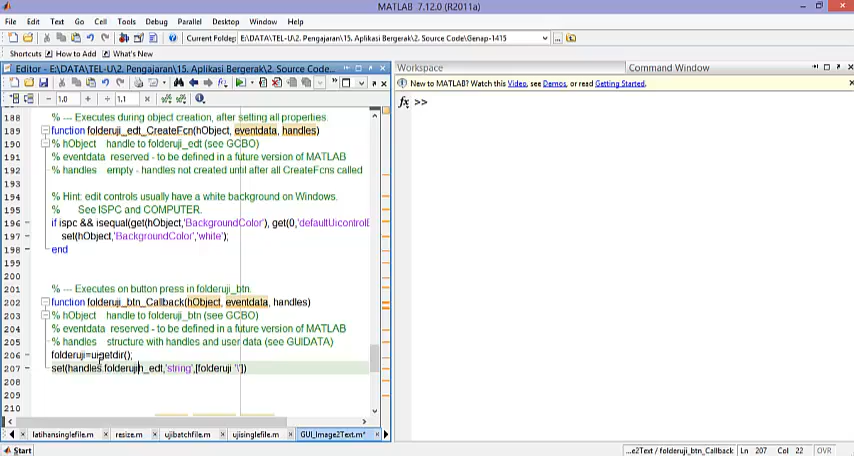 MATLAB 7.12.0 (R2011a)
File Edit Text Go Cell Tools Debug Parallel Desktop Window Help
Current Folder: E:\DATA\TEL-U\2. Pengajaran\15. Aplikasi Bergerak\2. Source Code\Genap-1415
Shortcuts How to Add What's New
Editor - E:\DATA\TEL-U\2. Pengajaran\15. Aplikasi Bergerak\2. Source Code...
Workspace
Command Window
New to MATLAB? Watch this Video, see Demos, or read Getting Started.
1.0
1.1
fx >>
188 % --- Executes during object creation, after setting all properties.
189 function folderuji_edt_CreateFcn(hObject, eventdata, handles)
190 % hObject handle to folderuji_edt (see GCBO)
191 % eventdata reserved - to be defined in a future version of MATLAB
192 % handles empty - handles not created until after all CreateFcns called
193
194 % Hint: edit controls usually have a white background on Windows.
195 % See ISPC and COMPUTER.
196 if ispc && isequal(get(hObject,'BackgroundColor'), get(0,'defaultUicontrolE
197 set(hObject,'BackgroundColor','white');
198 end
199
200
201 % --- Executes on button press in folderuji_btn.
202 function folderuji_btn_Callback(hObject, eventdata, handles)
203 % hObject handle to folderuji_btn (see GCBO)
204 % eventdata reserved - to be defined in a future version of MATLAB
205 % handles structure with handles and user data (see GUIDATA)
206 folderuji=uigetdir();
207 set(handles.folderujih_edt,'string',[folderuji '\'])
208
209
210
latihansinglefile.m resize.m ujibatchfile.m ujisinglefile.m GUI_Image2Text.m*
Start
...e2Text / folderuji_btn_Callback Ln 207 Col 22 OVR